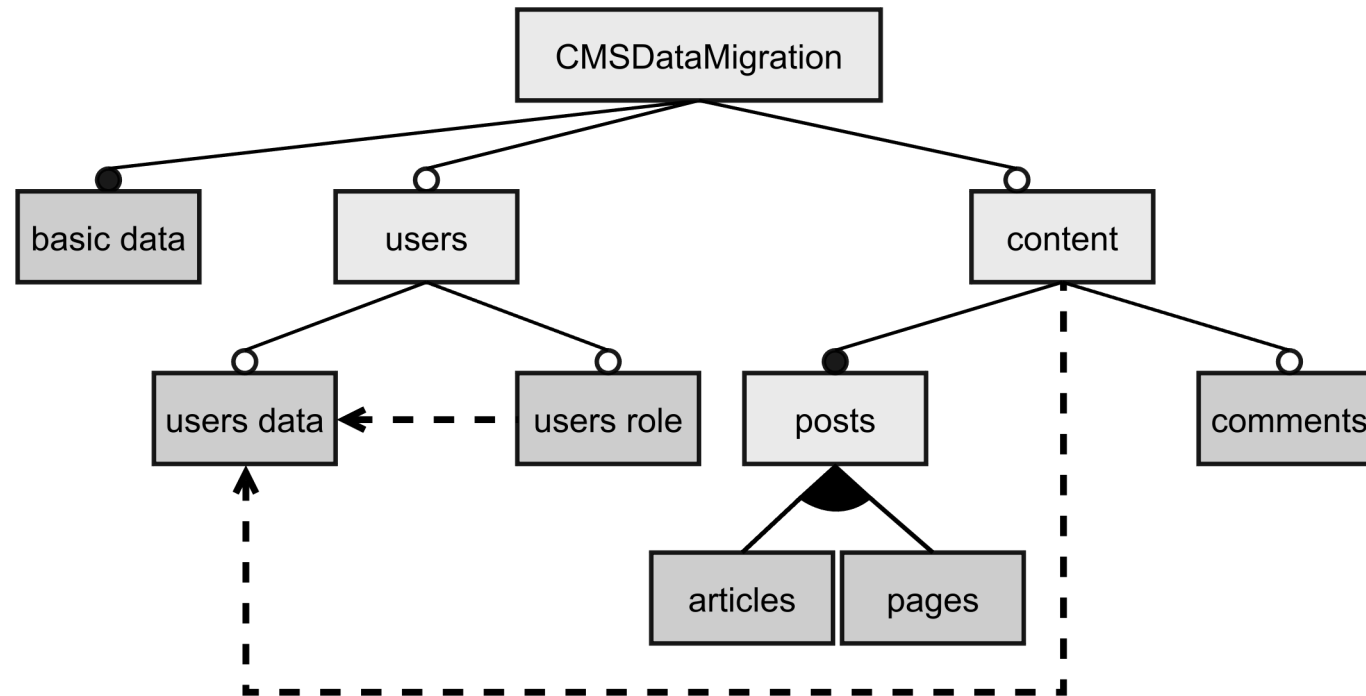 CMSDataMigration
basic data
users
content
users data
users role
posts
comments
articles
pages